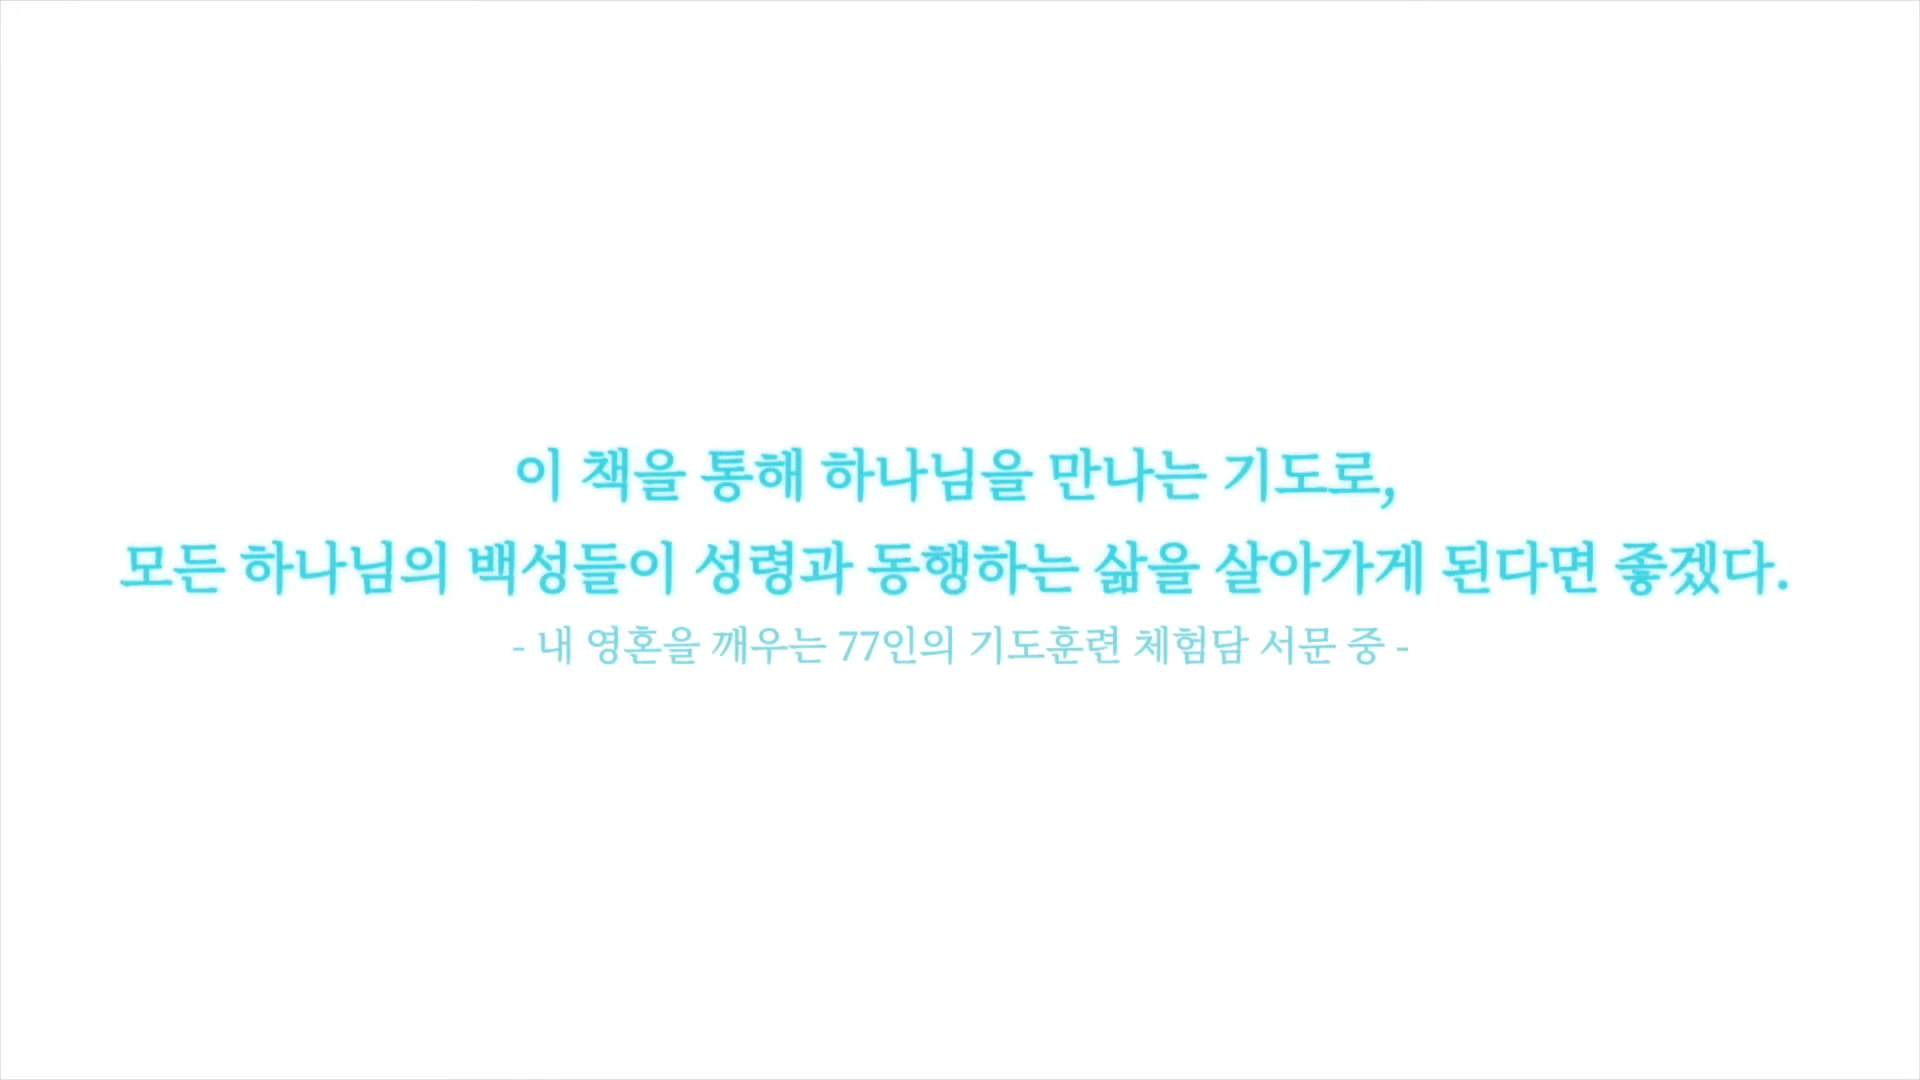 이 책을 통해 하나님을 만나는 기도로,
모든 하나님의 백성들이 성령과 동행하는 삶을 살아가게 된다면 좋겠다.
- 내 영혼을 깨우는 77인의 기도훈련 체험담 서문 중 -